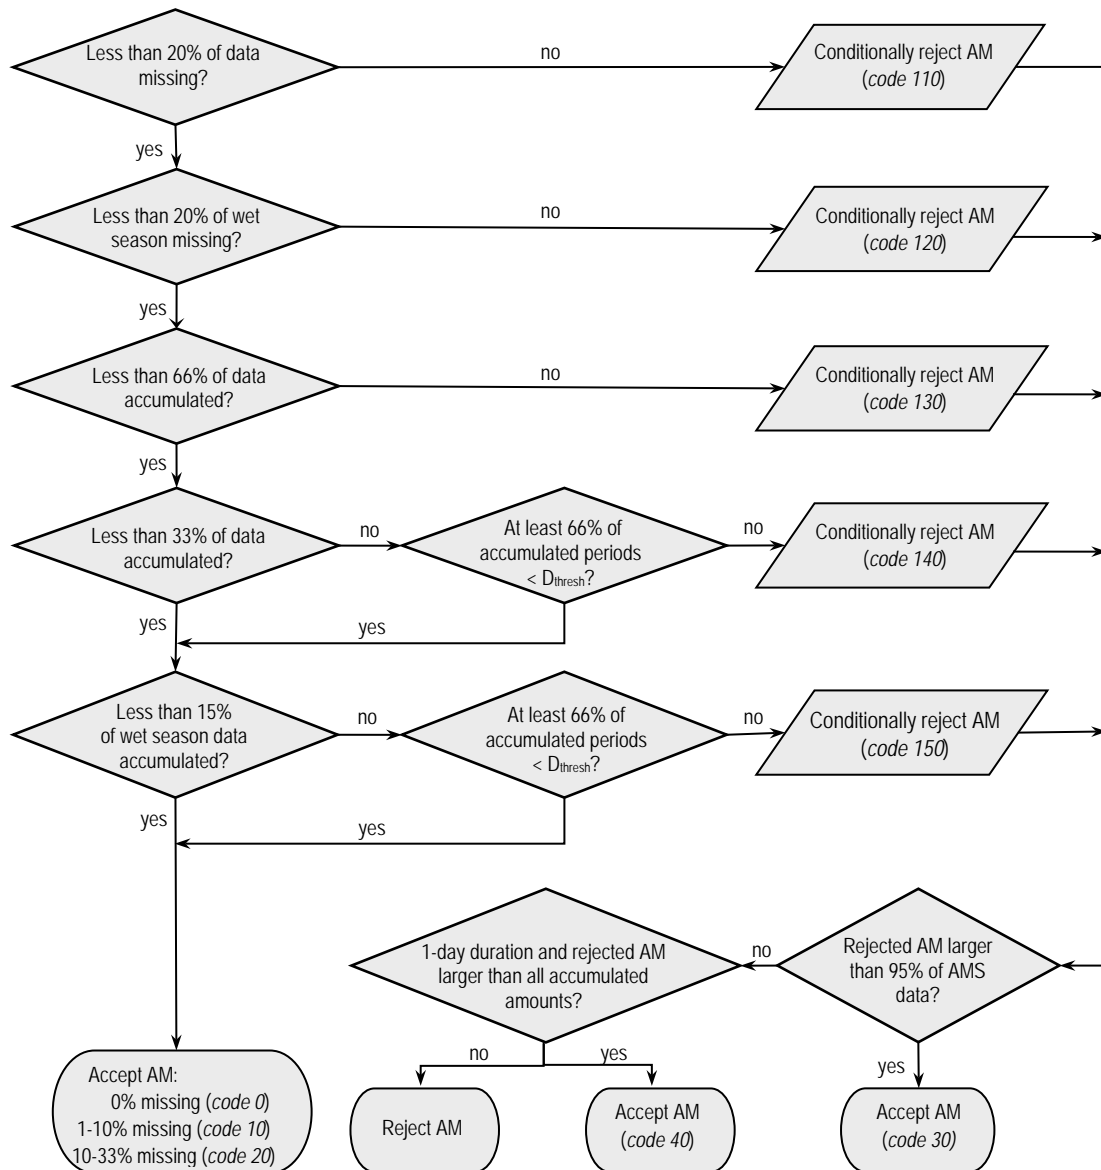 Less than 20% of data
missing?
no
Conditionally reject AM
(code 110)
yes
Less than 20% of wet
season missing?
no
Conditionally reject AM
(code 120)
yes
Less than 66% of data
accumulated?
no
Conditionally reject AM
(code 130)
yes
Less than 33% of data
accumulated?
no
At least 66% of
accumulated periods
< Dthresh?
no
Conditionally reject AM
(code 140)
yes
yes
Less than 15%
of wet season data
accumulated?
no
At least 66% of
accumulated periods
< Dthresh?
no
Conditionally reject AM
(code 150)
yes
yes
1-day duration and rejected AM
larger than all accumulated
amounts?
no
Rejected AM larger
than 95% of AMS
data?
no
yes
yes
Accept AM:
0% missing (code 0)
1-10% missing (code 10)
10-33% missing (code 20)
Reject AM
Accept AM
(code 40)
Accept AM
(code 30)